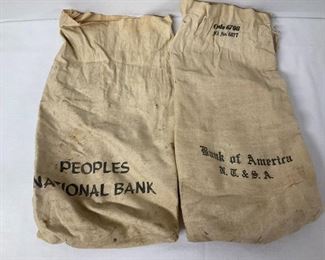 PEOPLES
NATIONAL BANK
Bank of America
N. T. & S. A.